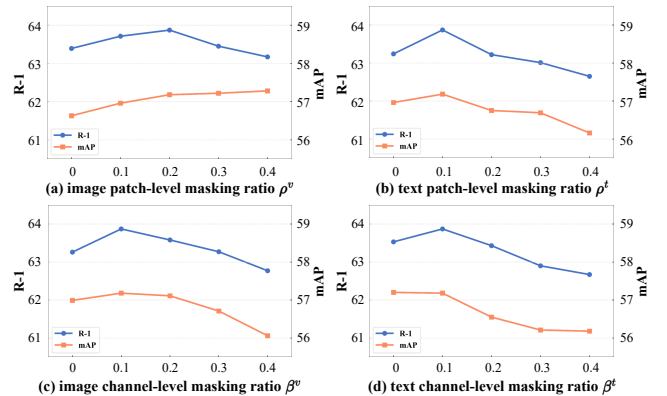 64
63
62
61
R-1
59
58
57
56
mAP
R-1
mAP
0 0.1 0.2 0.3 0.4
(a) image patch-level masking ratio ρᵛ
64
63
62
61
R-1
59
58
57
56
mAP
R-1
mAP
0 0.1 0.2 0.3 0.4
(b) text patch-level masking ratio ρᵗ
64
63
62
61
R-1
59
58
57
56
mAP
R-1
mAP
0 0.1 0.2 0.3 0.4
(c) image channel-level masking ratio βᵛ
64
63
62
61
R-1
59
58
57
56
mAP
R-1
mAP
0 0.1 0.2 0.3 0.4
(d) text channel-level masking ratio βᵗ